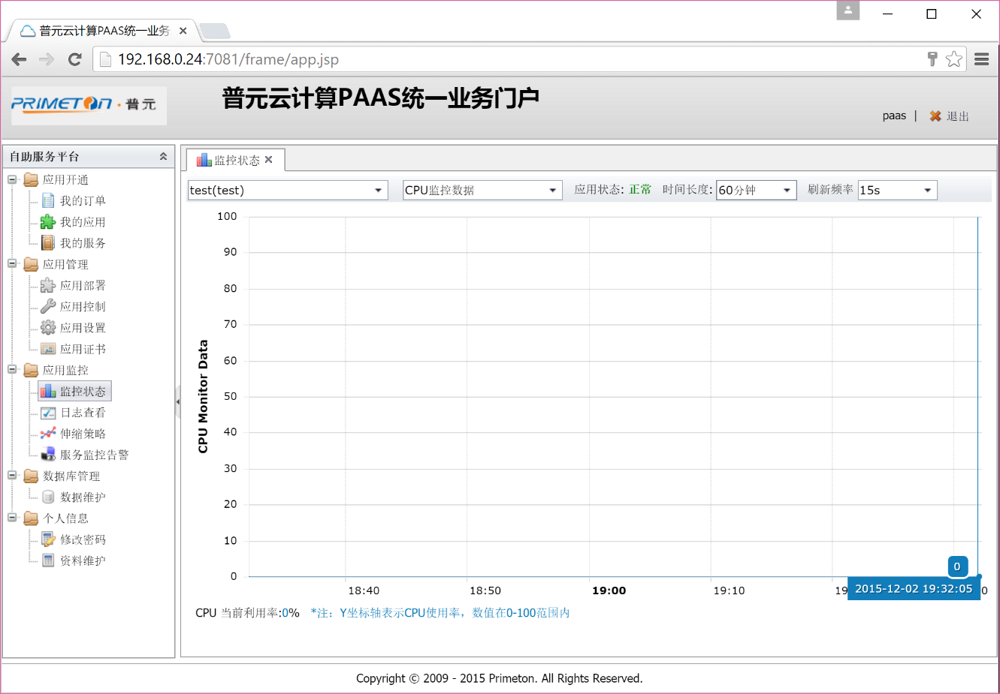 普元云计算PAAS统一业务
192.168.0.24:7081/frame/app.jsp
PRIMETON·普元
普元云计算PAAS统一业务门户
paas | 退出
自助服务平台
应用开通
我的订单
我的应用
我的服务
应用管理
应用部署
应用控制
应用设置
应用证书
应用监控
监控状态
日志查看
伸缩策略
服务监控告警
数据库管理
数据维护
个人信息
修改密码
资料维护
监控状态
test(test) CPU监控数据 应用状态: 正常 时间长度: 60分钟 刷新频率 15s
100
90
80
70
60
50
40
30
20
10
0
CPU Monitor Data
0
18:40 18:50 19:00 19:10 19 2015-12-02 19:32:05 0
CPU 当前利用率:0% *注: Y坐标轴表示CPU使用率，数值在0-100范围内
Copyright © 2009 - 2015 Primeton. All Rights Reserved.